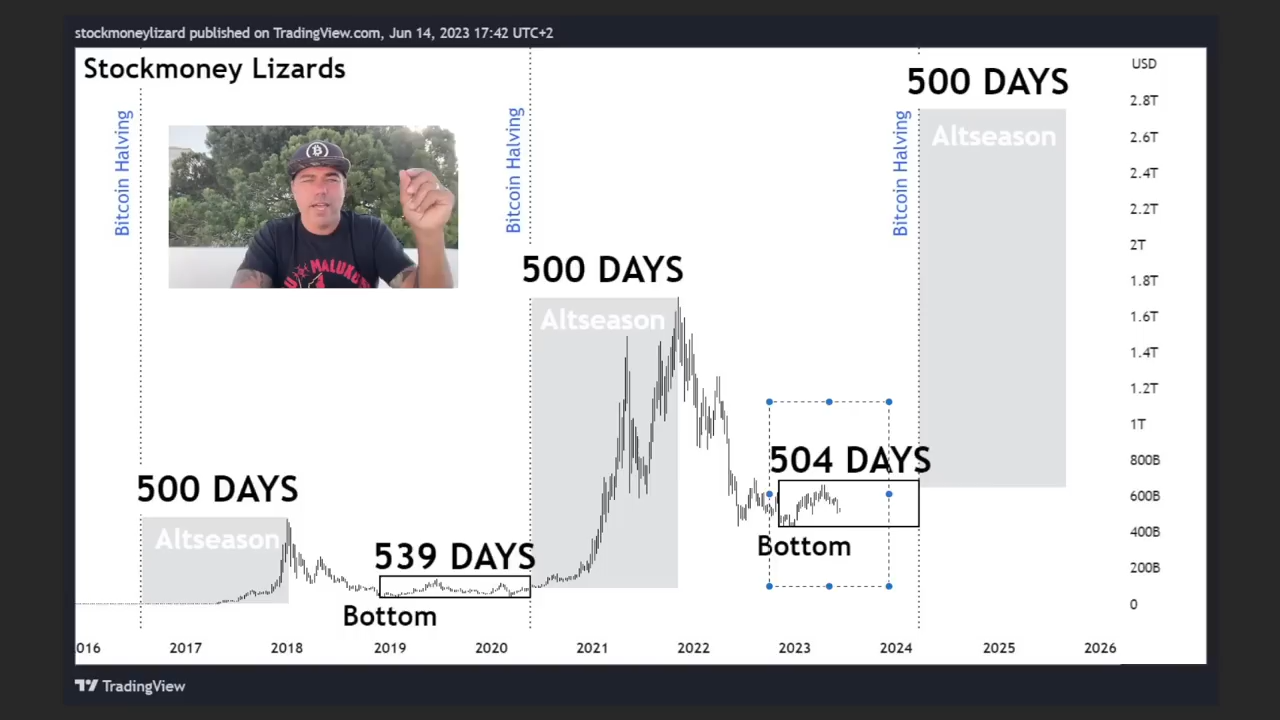 stockmoneylizard published on TradingView.com, Jun 14, 2023 17:42 UTC+2
Stockmoney Lizards
500 DAYS
USD
Bitcoin Halving
Bitcoin Halving
Bitcoin Halving
Altseason
2.8T
2.6T
2.4T
2.2T
2T
1.8T
1.6T
1.4T
1.2T
1T
800B
600B
400B
200B
0
MALUK
500 DAYS
Altseason
504 DAYS
Bottom
500 DAYS
Altseason
539 DAYS
Bottom
2016
2017
2018
2019
2020
2021
2022
2023
2024
2025
2026
TradingView